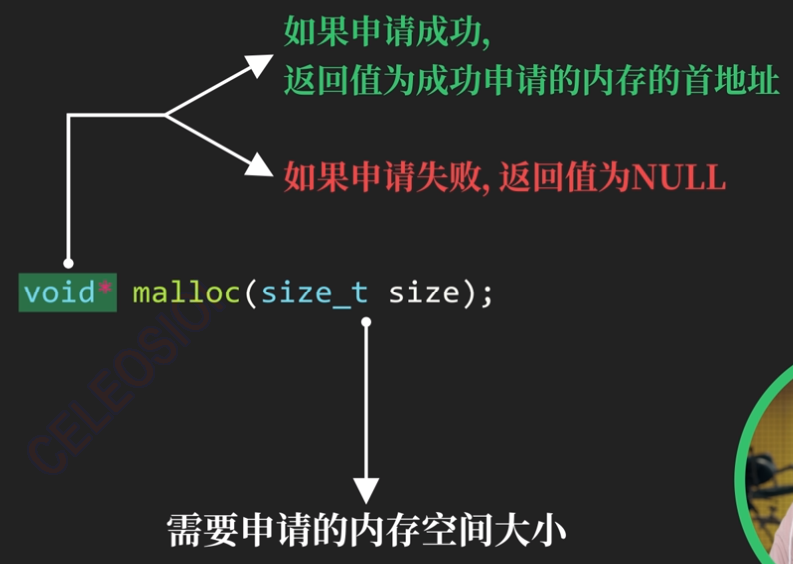 如果申请成功,
返回值为成功申请的内存的首地址
如果申请失败, 返回值为NULL
void* malloc(size_t size);
需要申请的内存空间大小